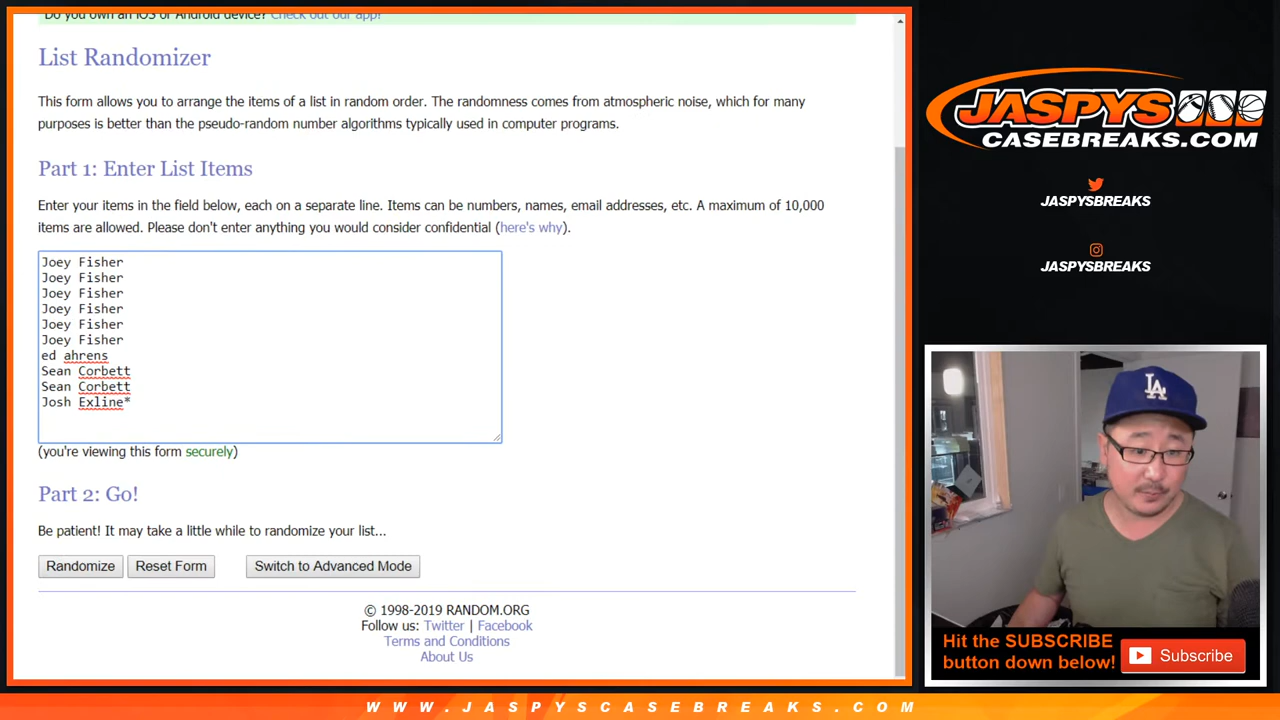 Do you own an iOS or Android device? Check out our app!
List Randomizer
This form allows you to arrange the items of a list in random order. The randomness comes from atmospheric noise, which for many
purposes is better than the pseudo-random number algorithms typically used in computer programs.
Part 1: Enter List Items
Enter your items in the field below, each on a separate line. Items can be numbers, names, email addresses, etc. A maximum of 10,000
items are allowed. Please don't enter anything you would consider confidential (here's why).
Joey Fisher
Joey Fisher
Joey Fisher
Joey Fisher
Joey Fisher
Joey Fisher
ed ahrens
Sean Corbett
Sean Corbett
Josh Exline*
(you're viewing this form securely)
Part 2: Go!
Be patient! It may take a little while to randomize your list...
Randomize
Reset Form
Switch to Advanced Mode
© 1998-2019 RANDOM.ORG
Follow us: Twitter | Facebook
Terms and Conditions
About Us
JASPYS
CASEBREAKS.COM
JASPYSBREAKS
JASPYSBREAKS
LA
Hit the SUBSCRIBE
button down below!
Subscribe
WWW.JASPYSCASEBREAKS.COM